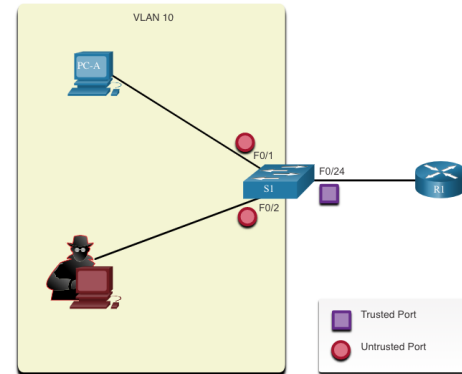 VLAN 10
PC-A
F0/1
F0/24
S1
R1
F0/2
Trusted Port
Untrusted Port